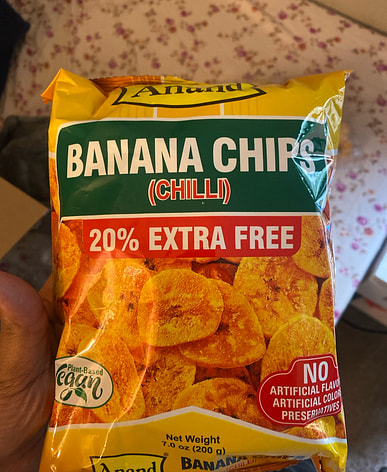 Anand
BANANA CHIPS
(CHILLI)
20% EXTRA FREE
Plant-Based
Vegan
NO
ARTIFICIAL FLAVOR
ARTIFICIAL COLOR
PRESERVATIVES
Net Weight
7.0 oz (200 g)
Anand
BANANA